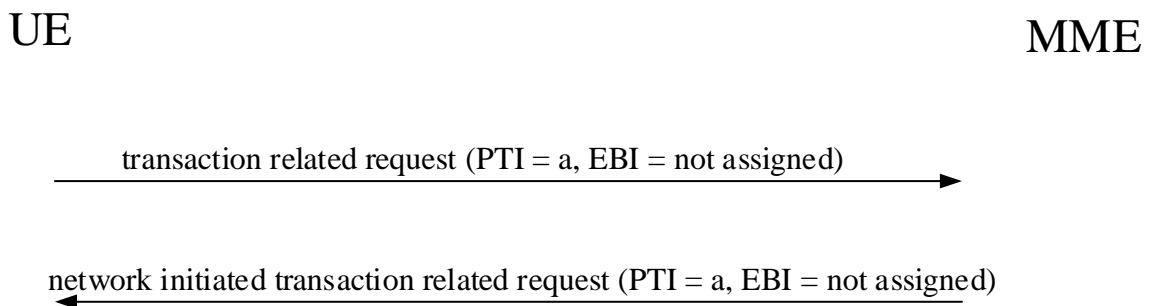 UE
MME
transaction related request (PTI = a, EBI = not assigned)
network initiated transaction related request (PTI = a, EBI = not assigned)